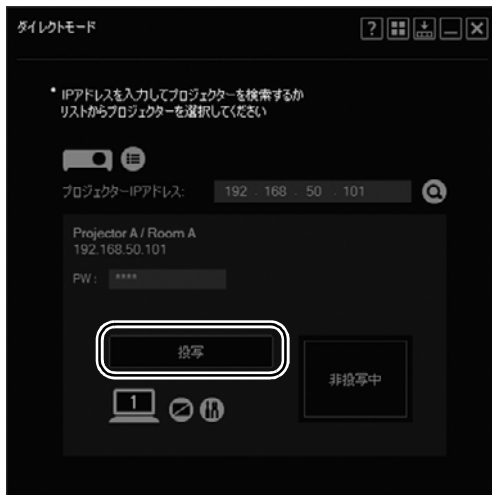 ダイレクトモード
?
* IPアドレスを入力してプロジェクターを検索するか
リストからプロジェクターを選択してください
プロジェクターIPアドレス: 192 . 168 . 50 . 101
Projector A / Room A
192.168.50.101
PW: ****
投写
非投写中
1